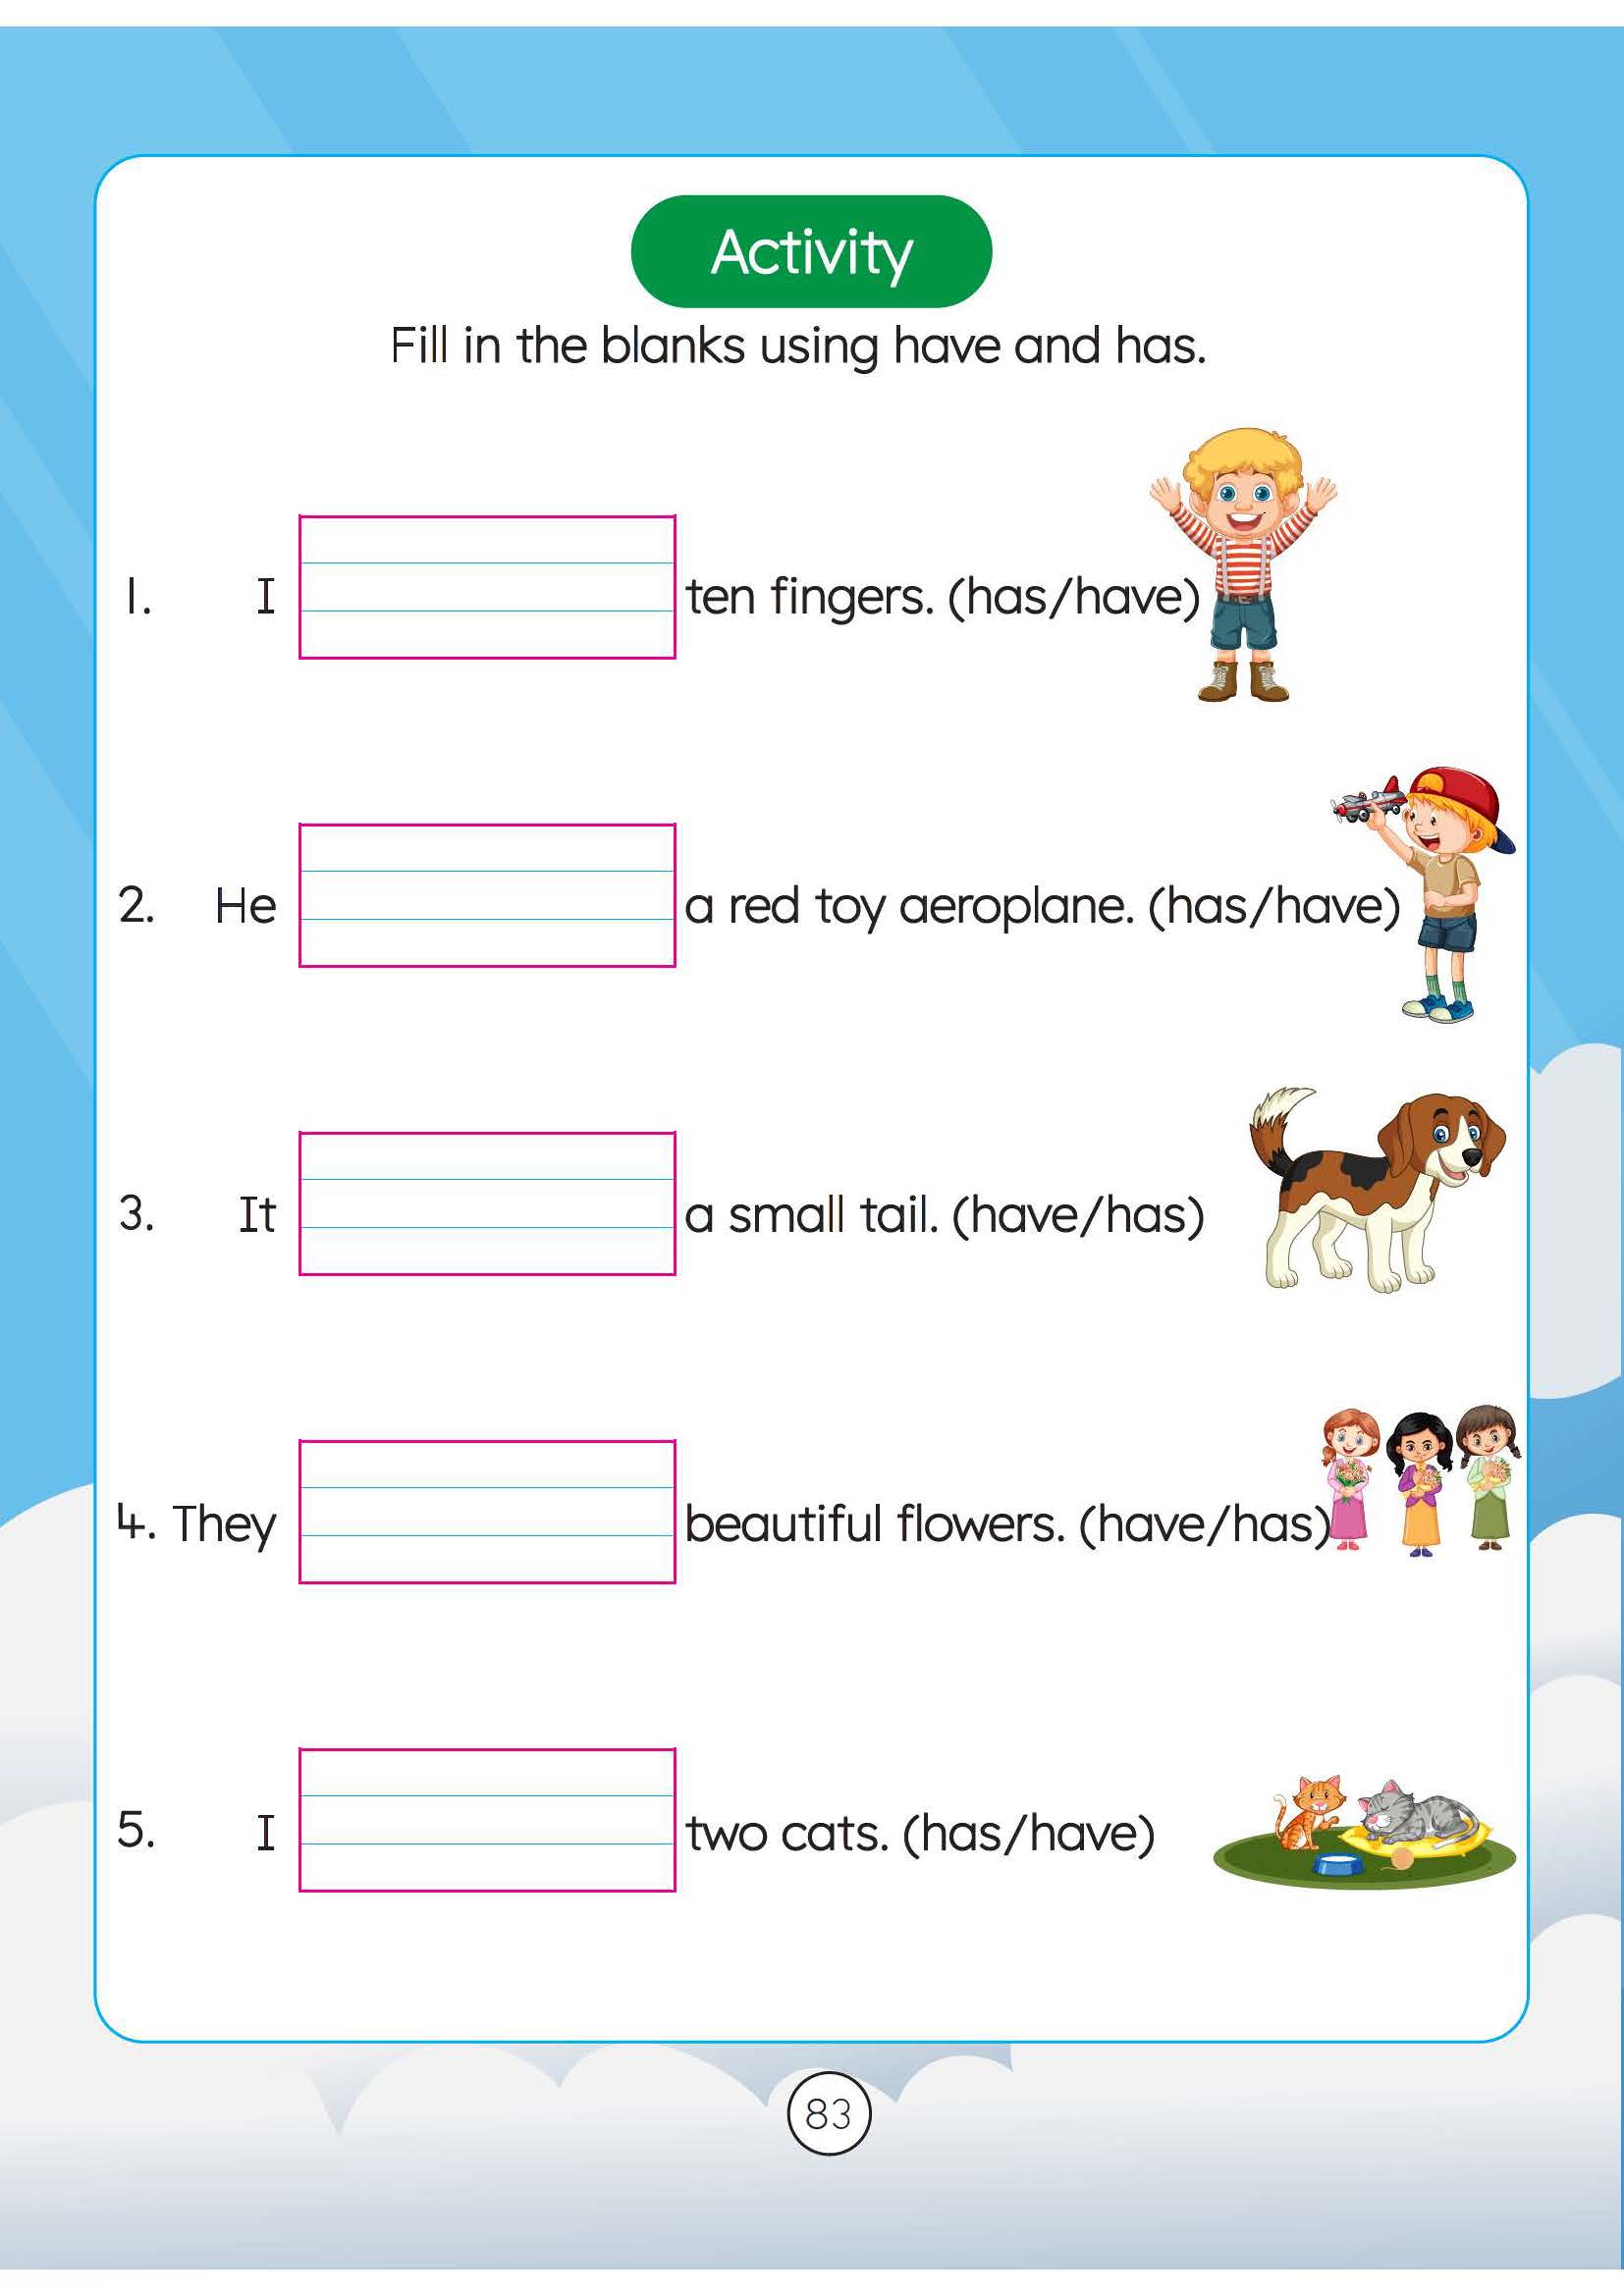 Activity
Fill in the blanks using have and has.
1. I ten fingers. (has/have)
2. He a red toy aeroplane. (has/have)
3. It a small tail. (have/has)
4. They beautiful flowers. (have/has)
5. I two cats. (has/have)
83